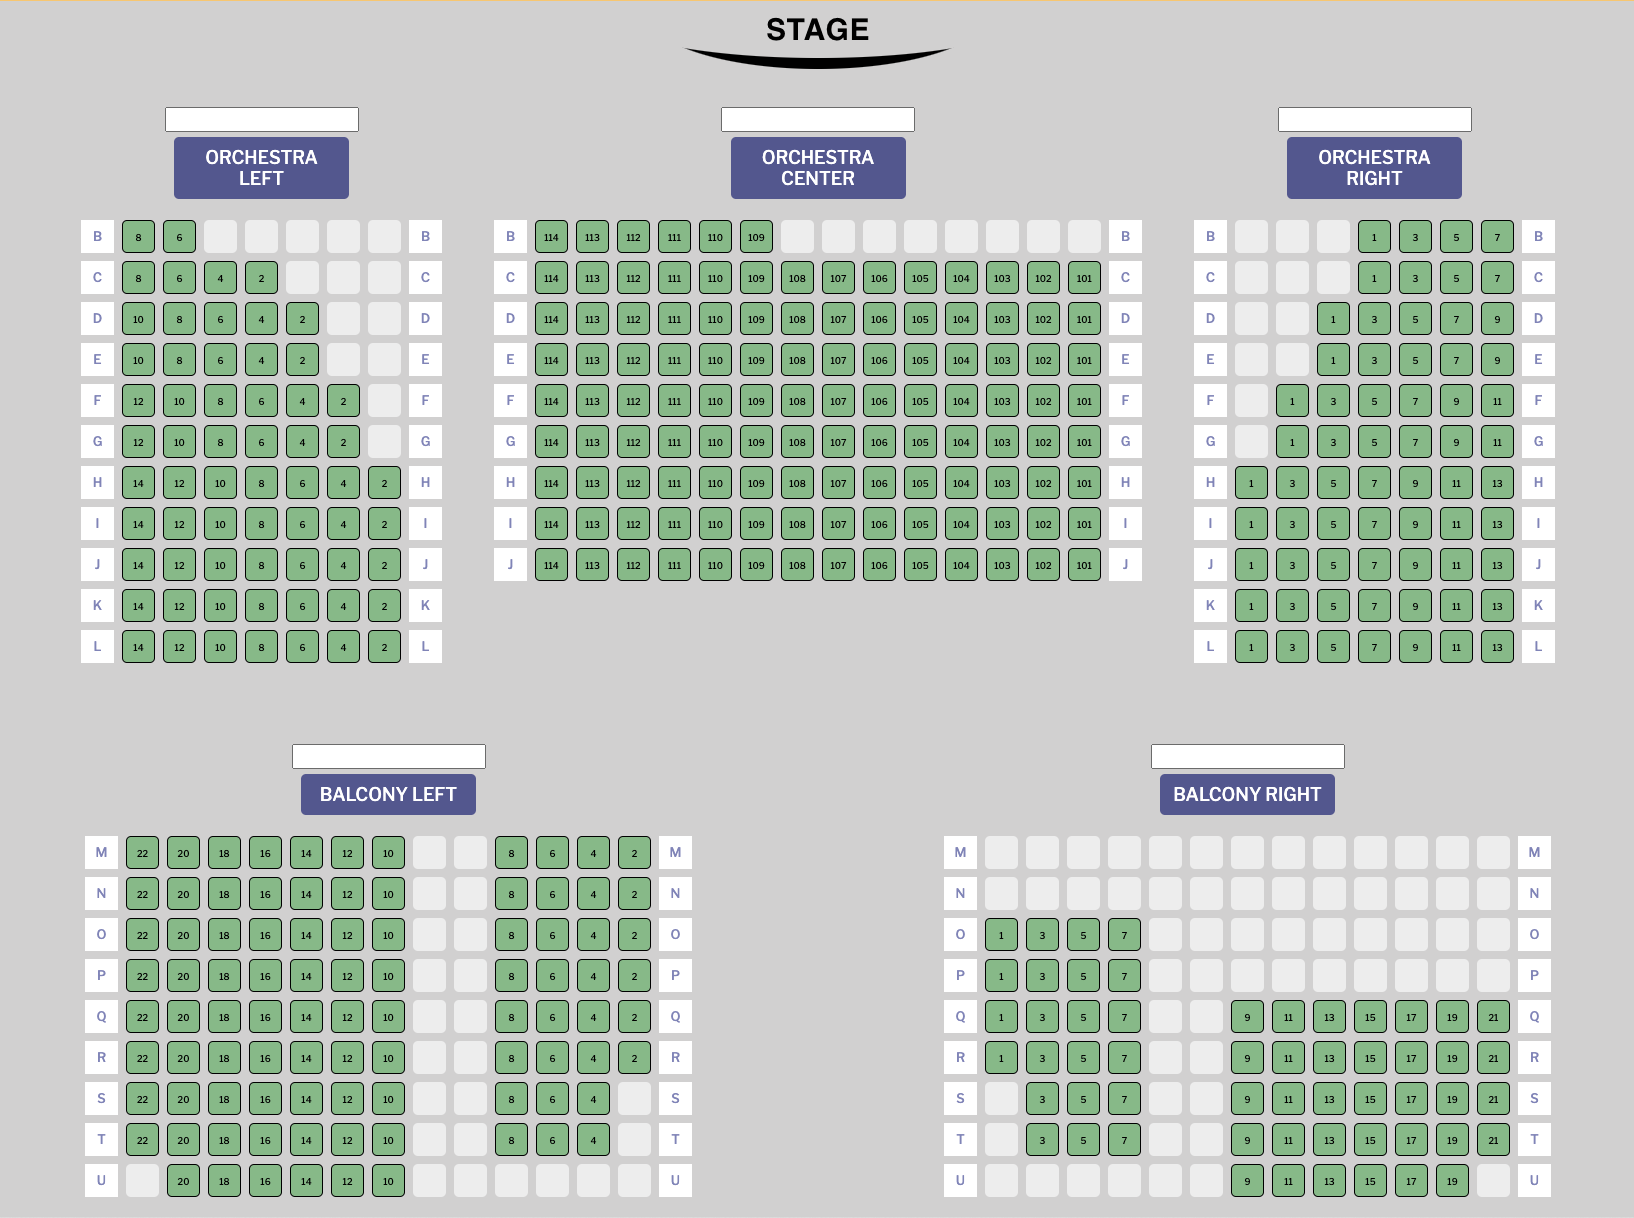 STAGE
ORCHESTRA
LEFT
B 8 6 B
C 8 6 4 2 C
D 10 8 6 4 2 D
E 10 8 6 4 2 E
F 12 10 8 6 4 2 F
G 12 10 8 6 4 2 G
H 14 12 10 8 6 4 2 H
I 14 12 10 8 6 4 2 I
J 14 12 10 8 6 4 2 J
K 14 12 10 8 6 4 2 K
L 14 12 10 8 6 4 2 L
ORCHESTRA
CENTER
B 114 113 112 111 110 109 B
C 114 113 112 111 110 109 108 107 106 105 104 103 102 101 C
D 114 113 112 111 110 109 108 107 106 105 104 103 102 101 D
E 114 113 112 111 110 109 108 107 106 105 104 103 102 101 E
F 114 113 112 111 110 109 108 107 106 105 104 103 102 101 F
G 114 113 112 111 110 109 108 107 106 105 104 103 102 101 G
H 114 113 112 111 110 109 108 107 106 105 104 103 102 101 H
I 114 113 112 111 110 109 108 107 106 105 104 103 102 101 I
J 114 113 112 111 110 109 108 107 106 105 104 103 102 101 J
ORCHESTRA
RIGHT
B 1 3 5 7 B
C 1 3 5 7 C
D 1 3 5 7 9 D
E 1 3 5 7 9 E
F 1 3 5 7 9 11 F
G 1 3 5 7 9 11 G
H 1 3 5 7 9 11 13 H
I 1 3 5 7 9 11 13 I
J 1 3 5 7 9 11 13 J
K 1 3 5 7 9 11 13 K
L 1 3 5 7 9 11 13 L
BALCONY LEFT
M 22 20 18 16 14 12 10 8 6 4 2 M
N 22 20 18 16 14 12 10 8 6 4 2 N
O 22 20 18 16 14 12 10 8 6 4 2 O
P 22 20 18 16 14 12 10 8 6 4 2 P
Q 22 20 18 16 14 12 10 8 6 4 2 Q
R 22 20 18 16 14 12 10 8 6 4 2 R
S 22 20 18 16 14 12 10 8 6 4 S
T 22 20 18 16 14 12 10 8 6 4 T
U 20 18 16 14 12 10 U
BALCONY RIGHT
M M
N N
O 1 3 5 7 O
P 1 3 5 7 P
Q 1 3 5 7 9 11 13 15 17 19 21 Q
R 1 3 5 7 9 11 13 15 17 19 21 R
S 3 5 7 9 11 13 15 17 19 21 S
T 3 5 7 9 11 13 15 17 19 21 T
U 9 11 13 15 17 19 U